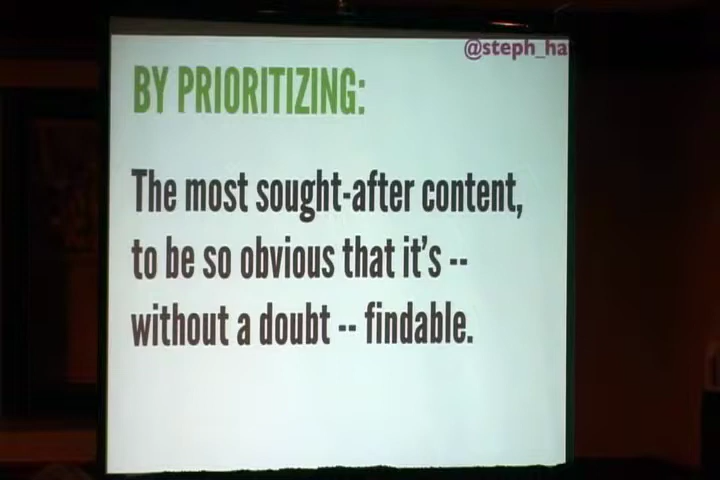 @steph_ha
BY PRIORITIZING:
The most sought-after content,
to be so obvious that it's --
without a doubt -- findable.